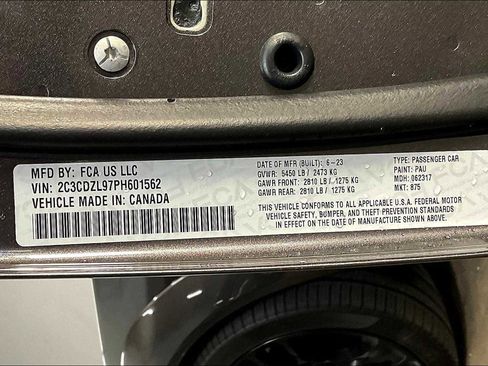 MFD BY: FCA US LLC
VIN: 2C3CDZL97PH601562
VEHICLE MADE IN: CANADA
DATE OF MFR (BUILT): 6-23
GVWR: 5450 LB / 2473 KG
GAWR FRONT: 2810 LB / 1275 KG
GAWR REAR: 2810 LB / 1275 KG
TYPE: PASSENGER CAR
PAINT: PAU
MDH: 062317
MKT: 875
THIS VEHICLE CONFORMS TO ALL APPLICABLE U.S.A. FEDERAL MOTOR
VEHICLE SAFETY, BUMPER, AND THEFT PREVENTION STANDARDS
IN EFFECT ON THE DATE OF MANUFACTURE SHOWN ABOVE.